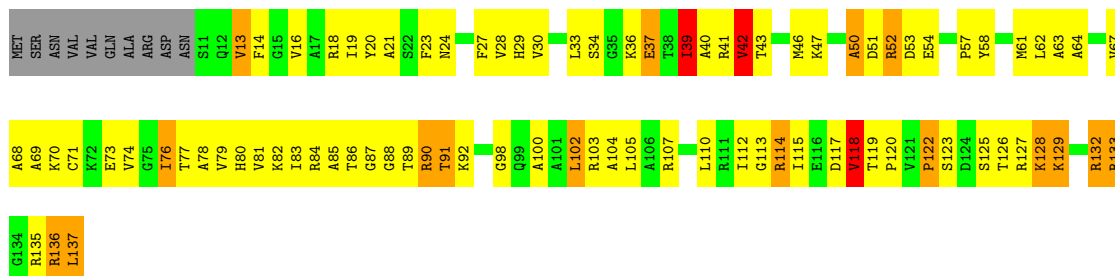 MET SER ASN VAL VAL GLN ALA ARG ASP ASN S11 Q12 V13 F14 G15 V16 A17 R18 I19 Y20 A21 S22 F23 N24 F27 V28 H29 V30 L33 S34 G35 K36 E37 T38 I39 A40 R41 V42 T43 M46 K47 A50 D51 R52 D53 E54 P57 Y58 M61 L62 A63 A64 V67
A68 A69 K70 C71 K72 E73 V74 G75 I76 T77 A78 V79 H80 V81 K82 I83 R84 A85 T86 G87 G88 T89 R90 T91 K92 G98 Q99 A100 A101 L102 R103 A104 L105 A106 R107 L110 R111 I112 G113 R114 I115 E116 D117 V118 T119 P120 V121 P122 S123 D124 S125 T126 R127 K128 K129 R132 R133
G134 R135 R136 L137